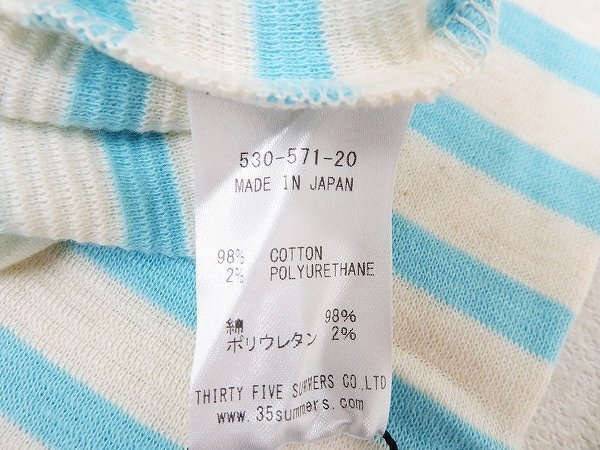 530-571-20
MADE IN JAPAN
98% COTTON
2% POLYURETHANE
綿 98%
ポリウレタン 2%
THIRTY FIVE SUMMERS CO.,LTD
www.35summers.com